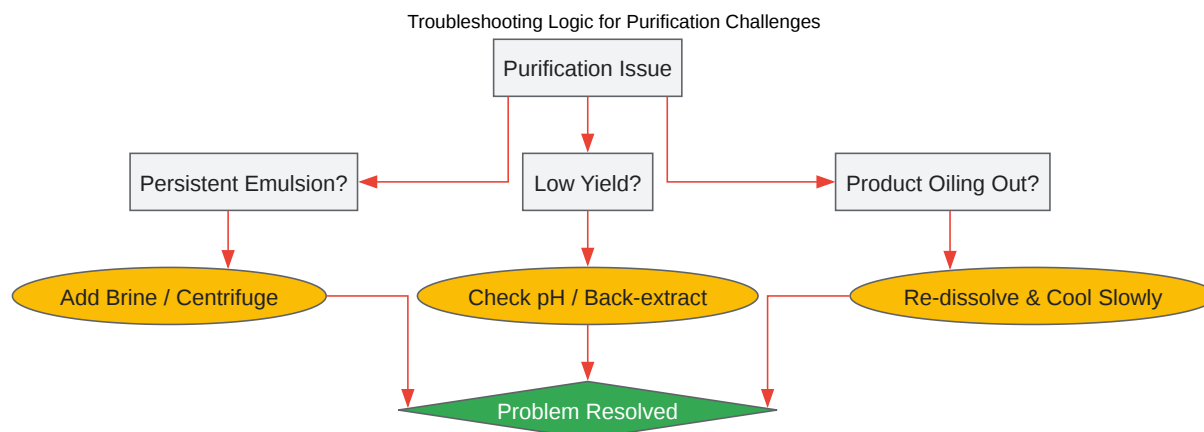 Troubleshooting Logic for Purification Challenges
Purification Issue
Persistent Emulsion?
Low Yield?
Product Oiling Out?
Add Brine / Centrifuge
Check pH / Back-extract
Re-dissolve & Cool Slowly
Problem Resolved